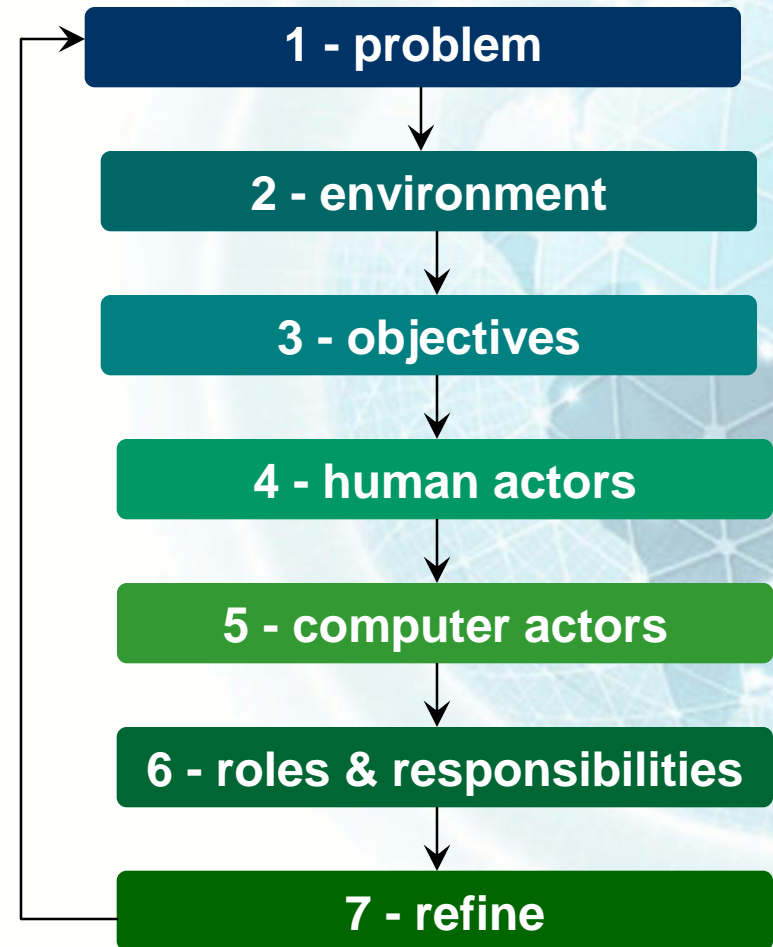 1 - problem
2 - environment
3 - objectives
4 - human actors
5 - computer actors
6 - roles & responsibilities
7 - refine